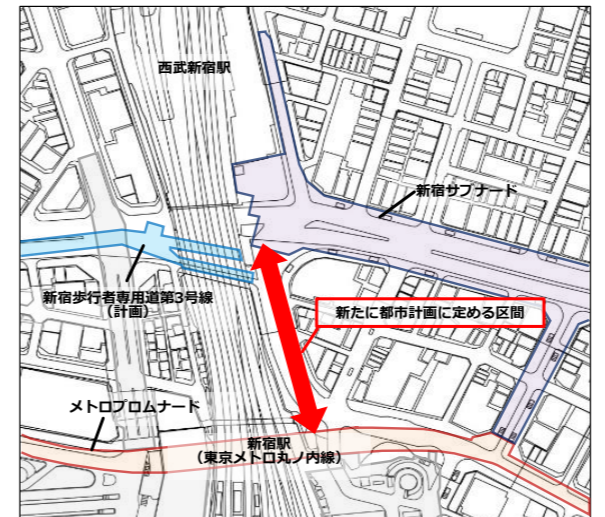 西武新宿駅
新宿サブナード
新宿歩行者専用道第3号線
（計画）
新たに都市計画に定める区間
メトロプロムナード
新宿駅
（東京メトロ丸ノ内線）